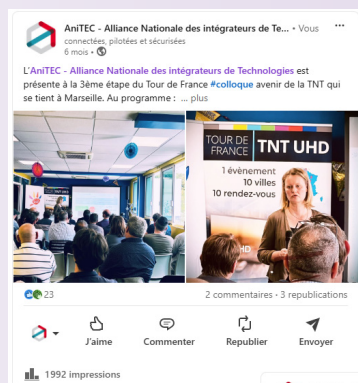 AniTEC - Alliance Nationale des intégrateurs de Te... • Vous ...
connectées, pilotées et sécurisées
6 mois •
L'AniTEC - Alliance Nationale des intégrateurs de Technologies est
présente à la 3ème étape du Tour de France #colloque avenir de la TNT qui
se tient à Marseille. Au programme : ... plus
TOUR DE
FRANCE
TNT UHD
1 évènement
10 villes
10 rendez-vous
23
2 commentaires • 3 republications
J'aime
Commenter
Republier
Envoyer
1992 impressions